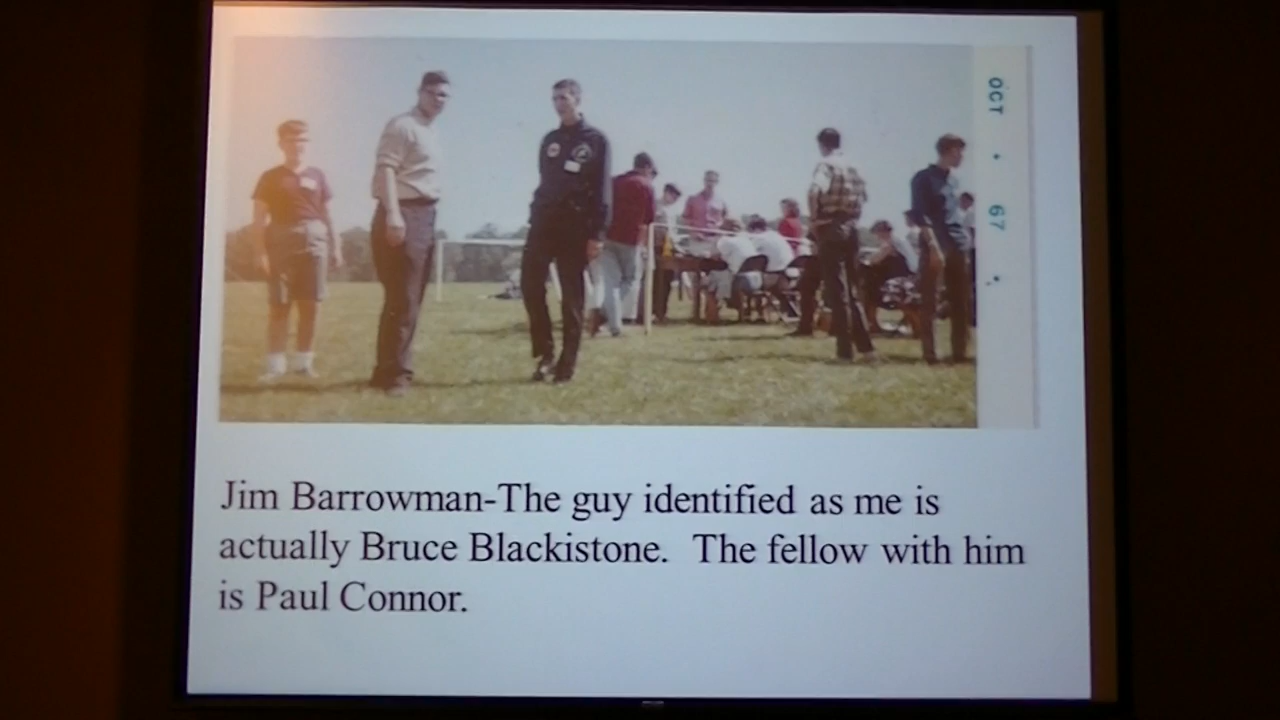 OCT • 67 •
Jim Barrowman-The guy identified as me is
actually Bruce Blackistone.  The fellow with him
is Paul Connor.